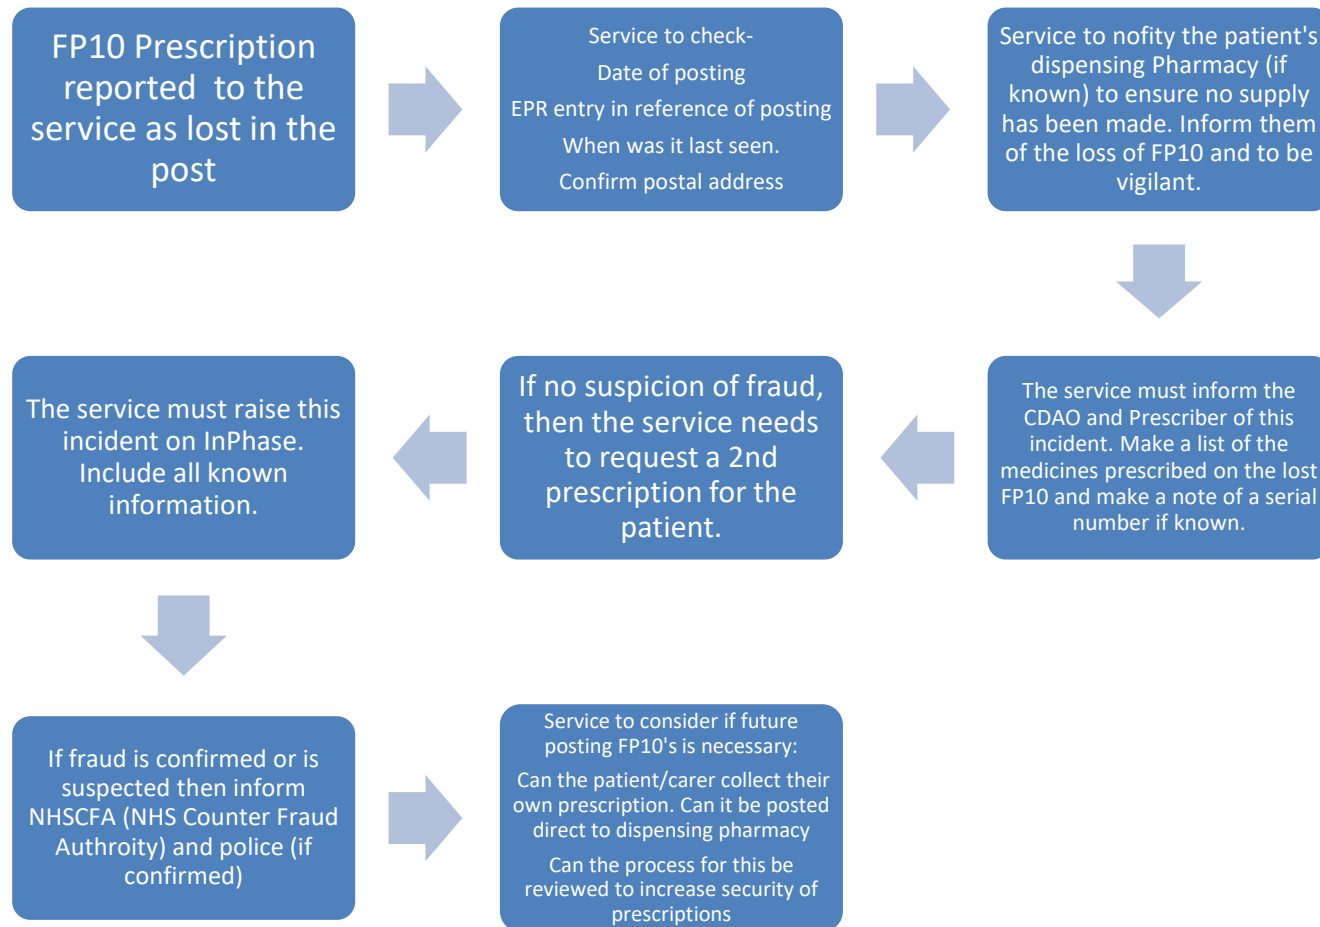 FP10 Prescription
reported to the
service as lost in the
post
Service to check-
Date of posting
EPR entry in reference of posting
When was it last seen.
Confirm postal address
Service to nofity the patient's
dispensing Pharmacy (if
known) to ensure no supply
has been made. Inform them
of the loss of FP10 and to be
vigilant.
The service must inform the
CDAO and Prescriber of this
incident. Make a list of the
medicines prescribed on the lost
FP10 and make a note of a serial
number if known.
If no suspicion of fraud,
then the service needs
to request a 2nd
prescription for the
patient.
The service must raise this
incident on InPhase.
Include all known
information.
If fraud is confirmed or is
suspected then inform
NHSCFA (NHS Counter Fraud
Authroity) and police (if
confirmed)
Service to consider if future
posting FP10's is necessary:
Can the patient/carer collect their
own prescription. Can it be posted
direct to dispensing pharmacy
Can the process for this be
reviewed to increase security of
prescriptions